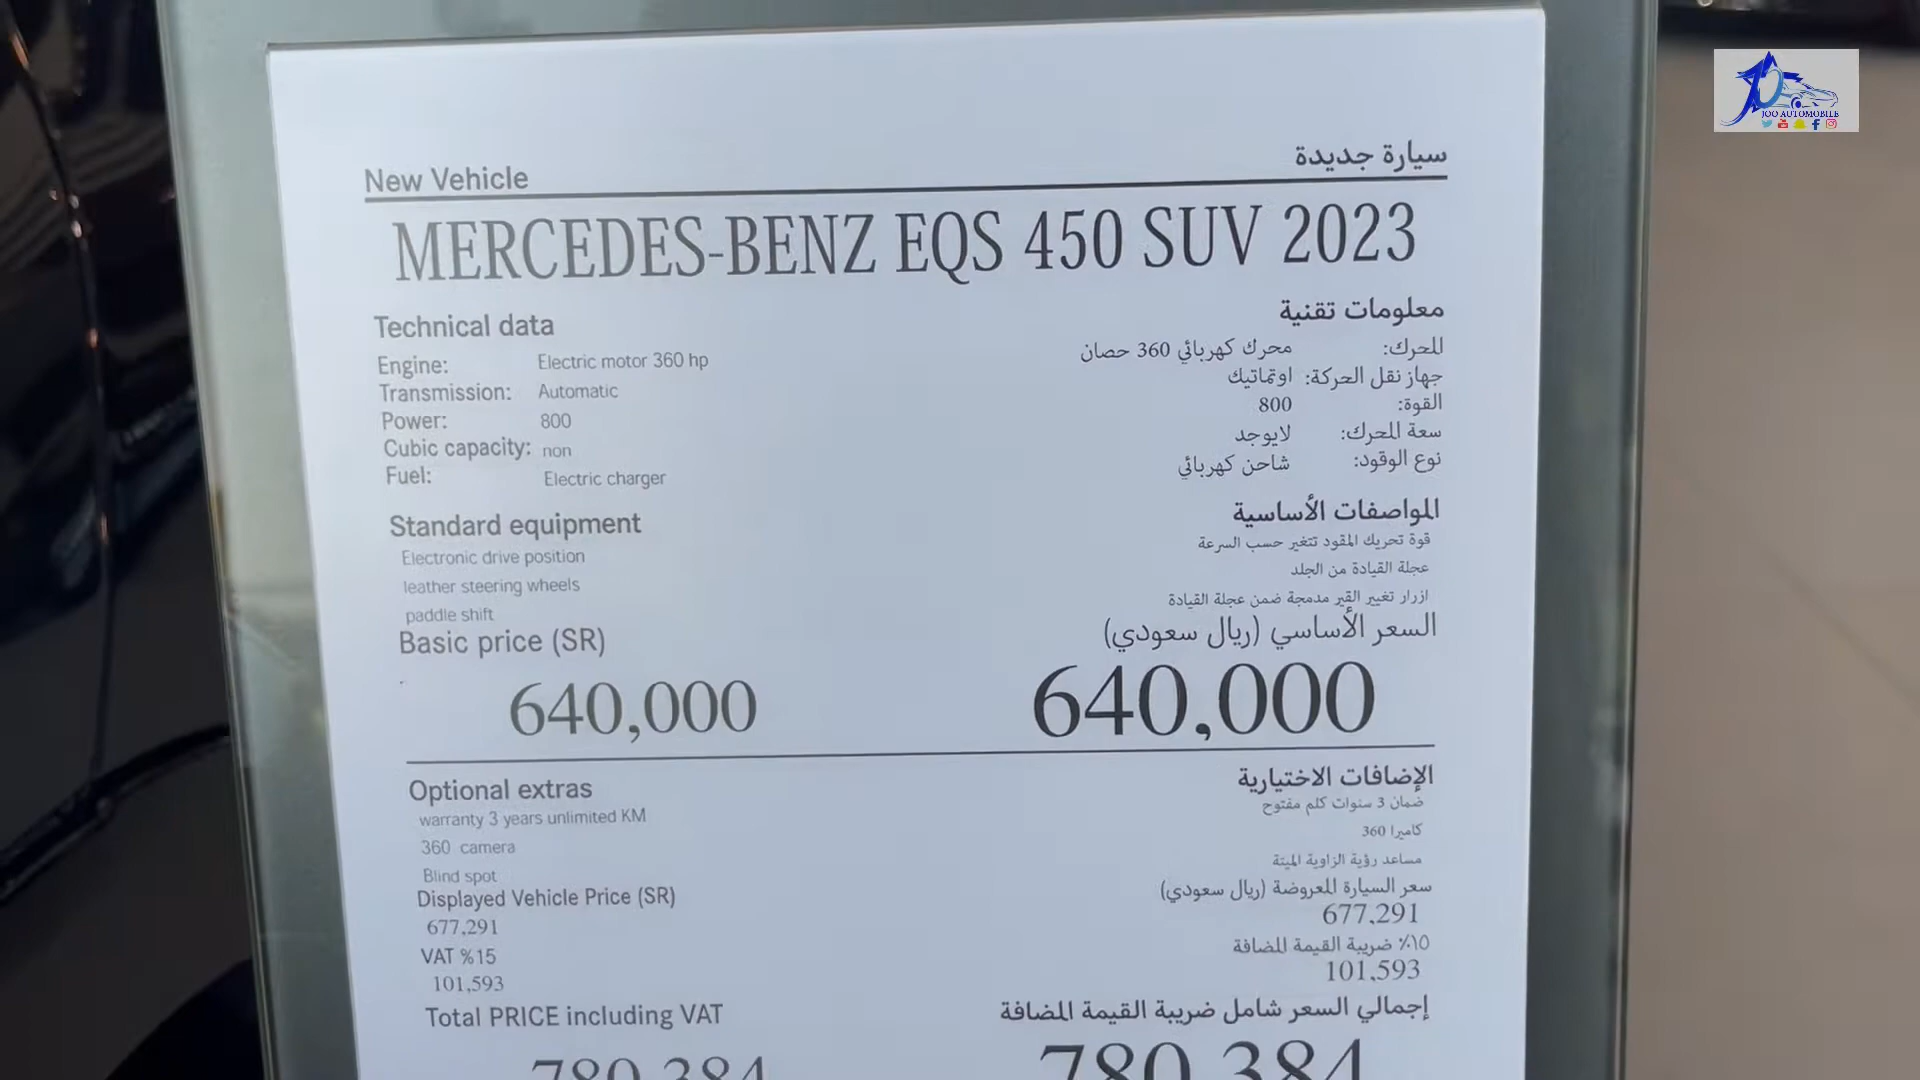 JOO AUTOMOBILE
New Vehicle سيارة جديدة
MERCEDES-BENZ EQS 450 SUV 2023
Technical data معلومات تقنية
Engine: Electric motor 360 hp المحرك: محرك كهربائي 360 حصان
Transmission: Automatic جهاز نقل الحركة: اوتماتيك
Power: 800 القوة: 800
Cubic capacity: non سعة المحرك: لايوجد
Fuel: Electric charger نوع الوقود: شاحن كهربائي
Standard equipment المواصفات الأساسية
Electronic drive position قوة تحريك المقود تتغير حسب السرعة
leather steering wheels عجلة القيادة من الجلد
paddle shift ازرار تغيير القير مدمجة ضمن عجلة القيادة
Basic price (SR) السعر الأساسي (ريال سعودي)
640,000 640,000
Optional extras الإضافات الاختيارية
warranty 3 years unlimited KM ضمان 3 سنوات كلم مفتوح
360 camera كاميرا 360
Blind spot مساعد رؤية الزاوية الميتة
Displayed Vehicle Price (SR) سعر السيارة المعروضة (ريال سعودي)
677,291 677,291
VAT %15 ١٥٪ ضريبة القيمة المضافة
101,593 101,593
Total PRICE including VAT إجمالي السعر شامل ضريبة القيمة المضافة
780,384 780,384